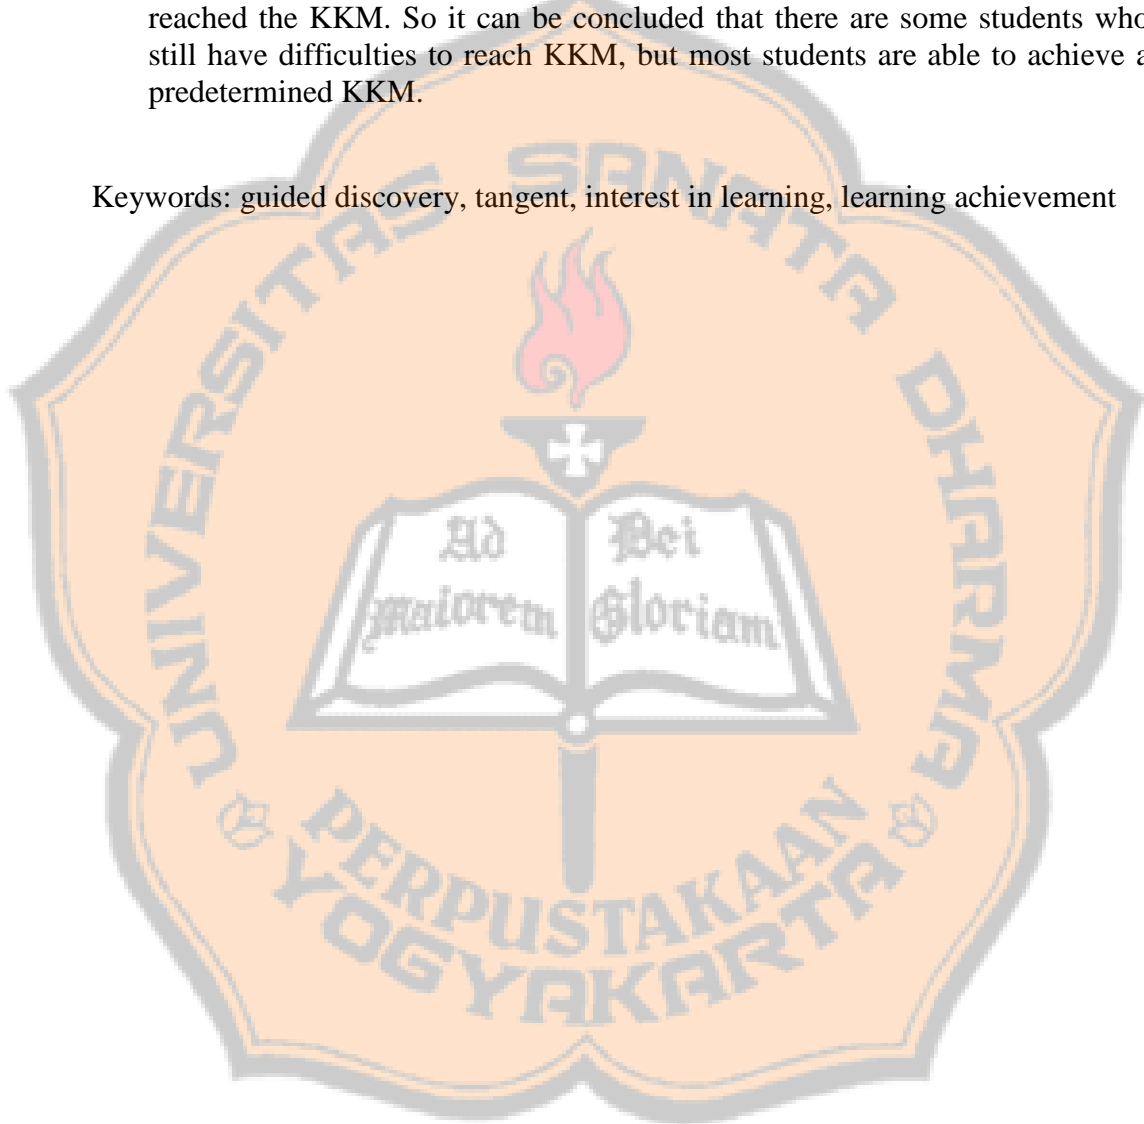 reached the KKM. So it can be concluded that there are some students who
still have difficulties to reach KKM, but most students are able to achieve a
predetermined KKM.
Keywords: guided discovery, tangent, interest in learning, learning achievement
UNIVERSITAS SANATA DHARMA
Ad Dei
Maiorem Gloriam
PERPUSTAKAAN
YOGYAKARTA